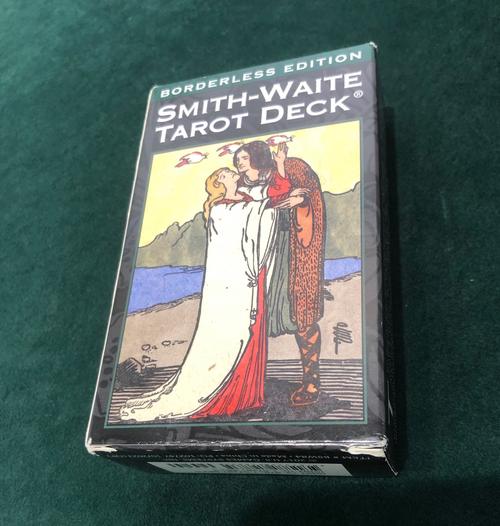 BORDERLESS EDITION
SMITH-WAITE
TAROT DECK®